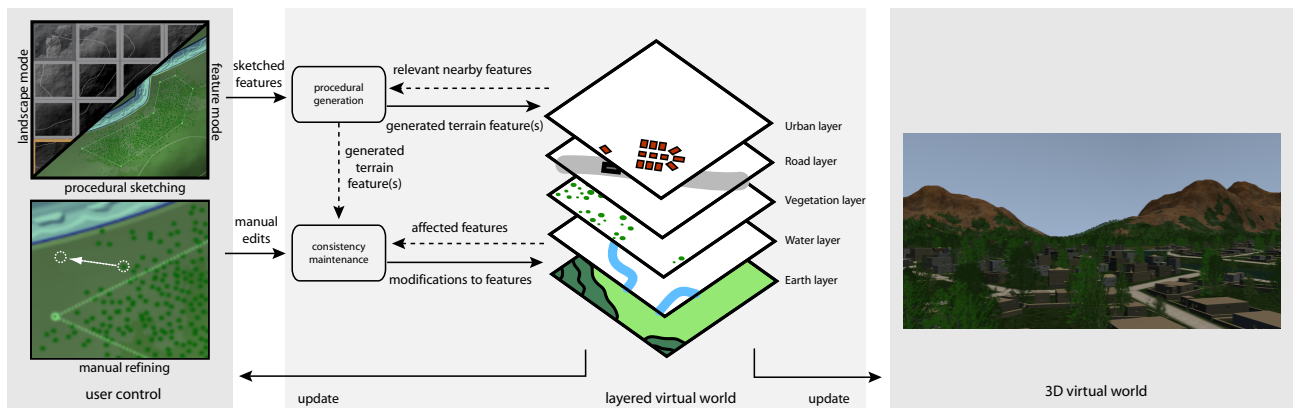 landscape mode
feature mode
procedural sketching
manual refining
user control
sketched
features
manual
edits
procedural
generation
consistency
maintenance
relevant nearby features
generated terrain feature(s)
generated
terrain
feature(s)
affected features
modifications to features
Urban layer
Road layer
Vegetation layer
Water layer
Earth layer
update
layered virtual world
update
3D virtual world